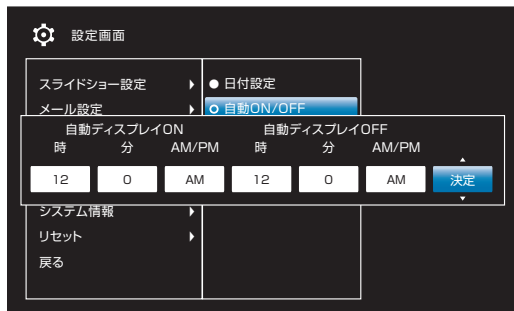 設定画面
スライドショー設定
● 日付設定
メール設定
自動ON/OFF
自動ディスプレイON 自動ディスプレイOFF
時 分 AM/PM 時 分 AM/PM
12 0 AM 12 0 AM 決定
システム情報
リセット
戻る